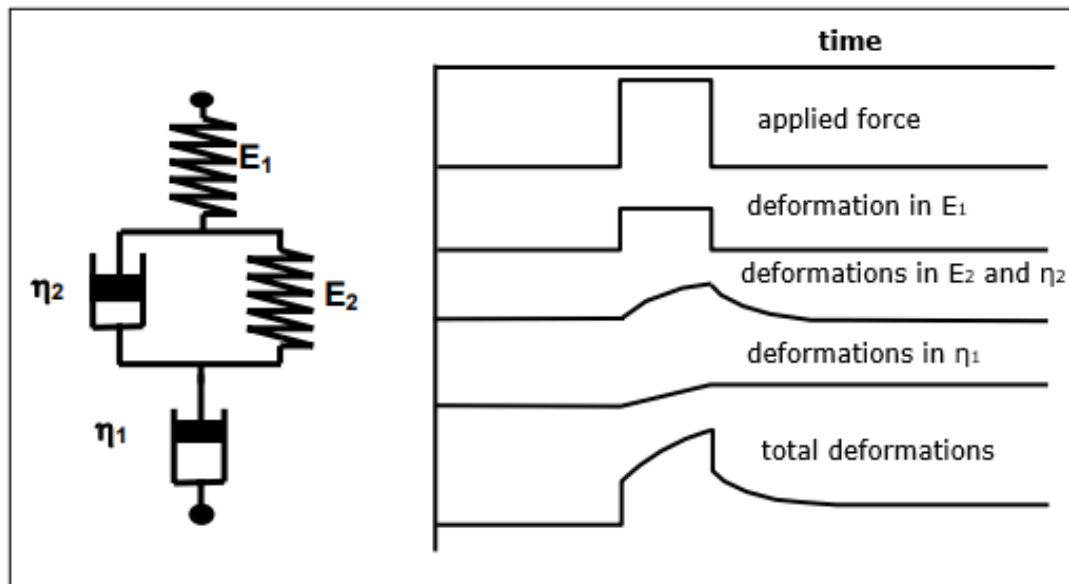 time
applied force
E₁
deformation in E₁
η₂
E₂
deformations in E₂ and η₂
deformations in η₁
η₁
total deformations